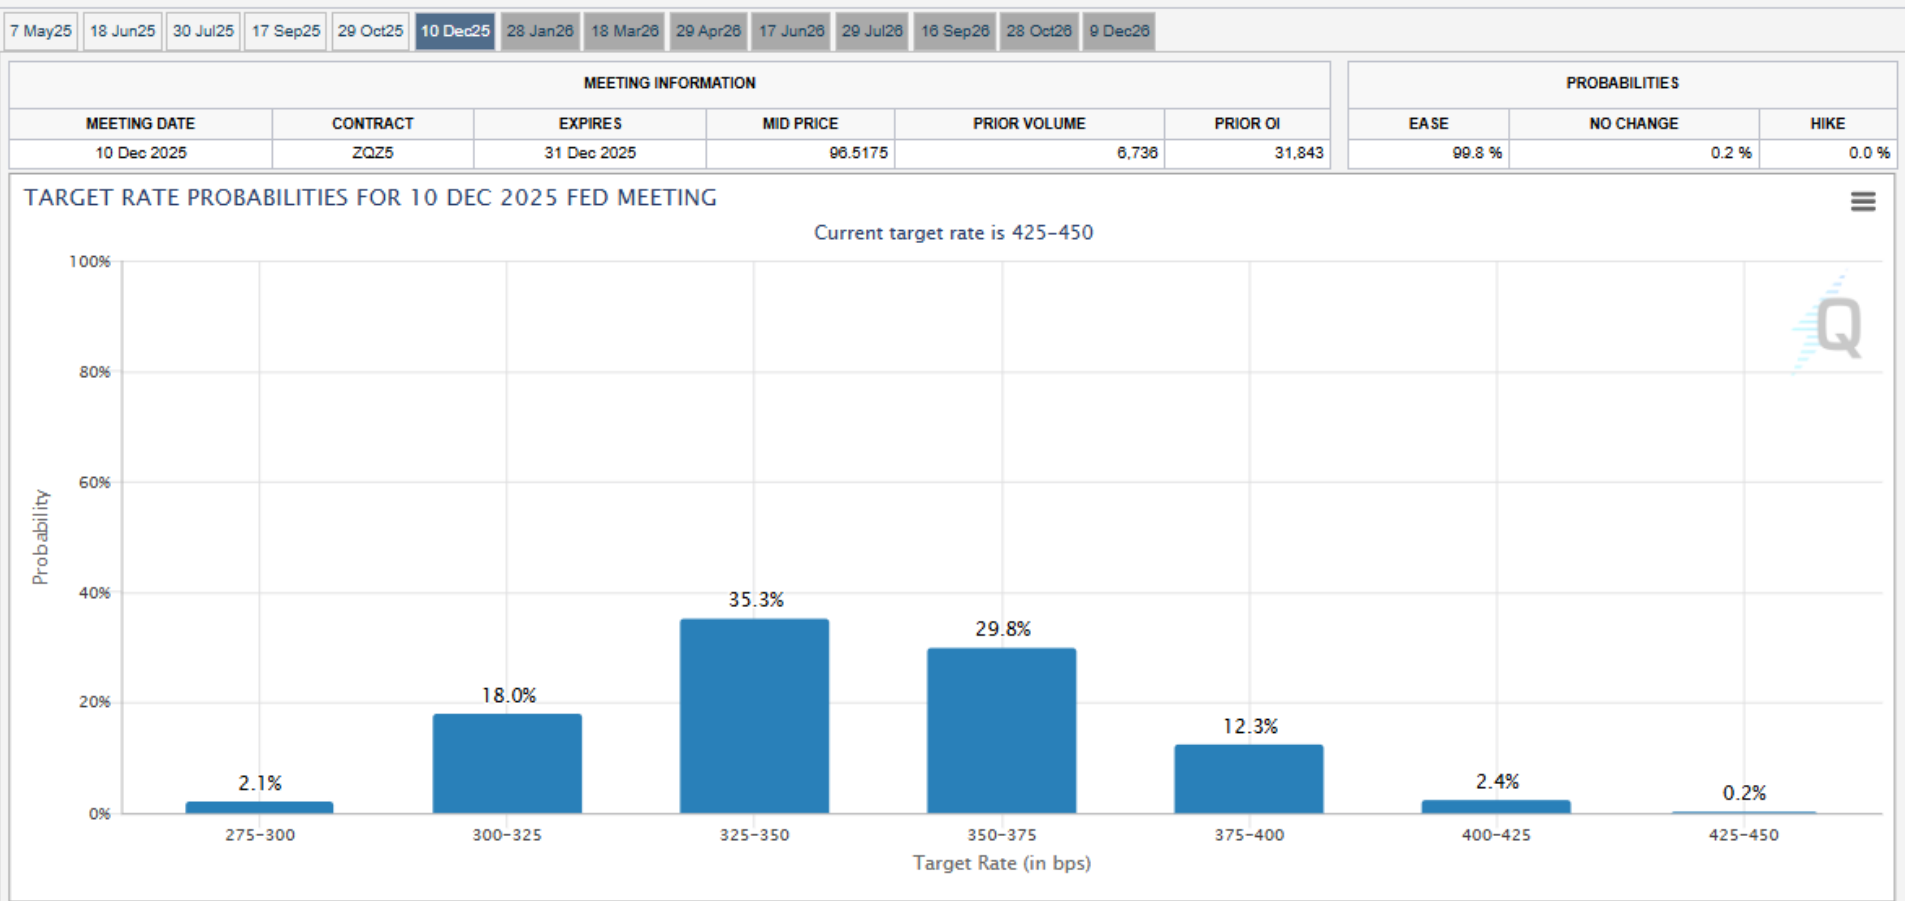 7 May25 18 Jun25 30 Jul25 17 Sep25 29 Oct25 10 Dec25 28 Jan26 18 Mar26 29 Apr26 17 Jun26 29 Jul26 16 Sep26 28 Oct26 9 Dec26
MEETING INFORMATION
MEETING DATE CONTRACT EXPIRES MID PRICE PRIOR VOLUME PRIOR OI
10 Dec 2025 ZQZ5 31 Dec 2025 96.5175 6,736 31,843
PROBABILITIES
EASE NO CHANGE HIKE
99.8 % 0.2 % 0.0 %
TARGET RATE PROBABILITIES FOR 10 DEC 2025 FED MEETING
Current target rate is 425-450
Probability
100%
80%
60%
40%
20%
0%
2.1%
18.0%
35.3%
29.8%
12.3%
2.4%
0.2%
275-300 300-325 325-350 350-375 375-400 400-425 425-450
Target Rate (in bps)
Q